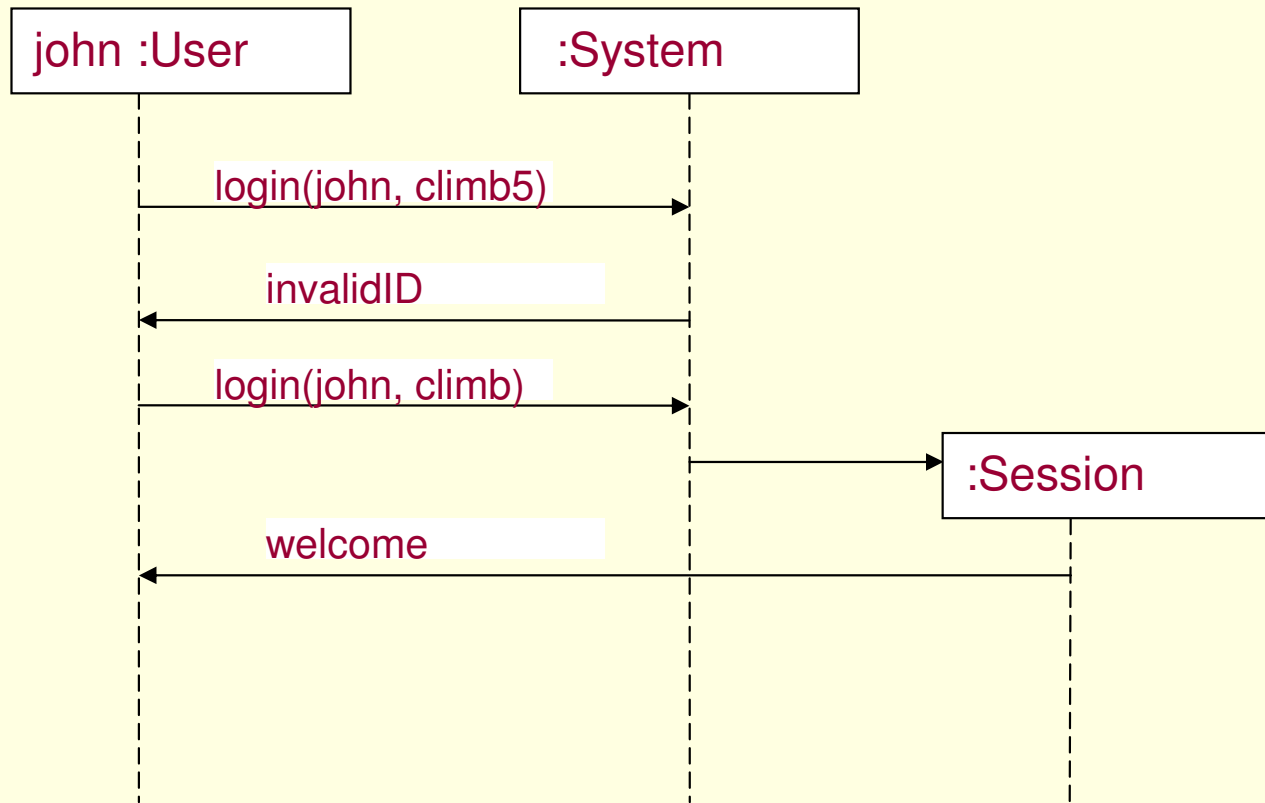 john :User
:System
login(john, climb5)
invalidID
login(john, climb)
:Session
welcome